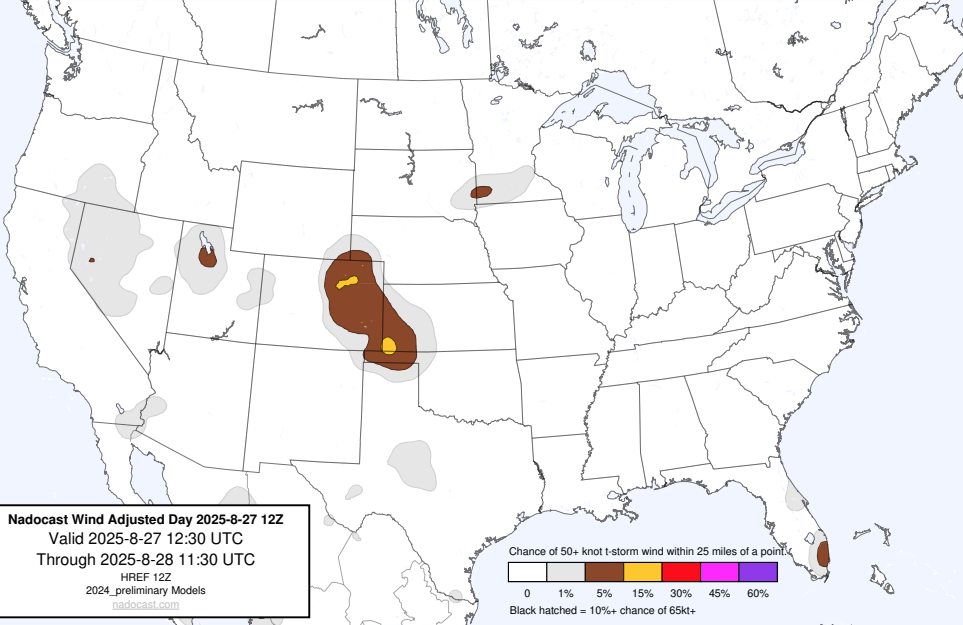 Nadocast Wind Adjusted Day 2025-8-27 12Z
Valid 2025-8-27 12:30 UTC
Through 2025-8-28 11:30 UTC
HREF 12Z
2024_preliminary Models
nadocast.com
Chance of 50+ knot t-storm wind within 25 miles of a point.
0 1% 5% 15% 30% 45% 60%
Black hatched = 10%+ chance of 65kt+